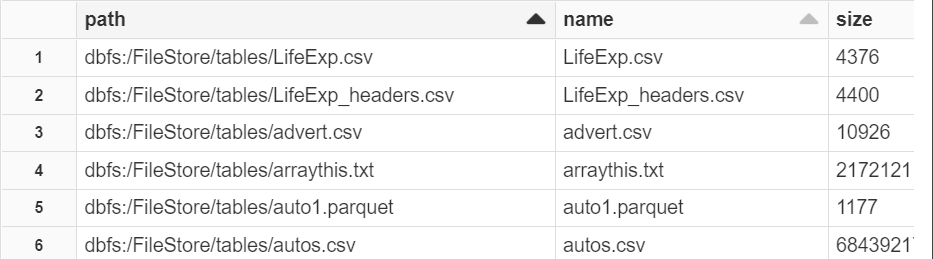 path name size
1 dbfs:/FileStore/tables/LifeExp.csv LifeExp.csv 4376
2 dbfs:/FileStore/tables/LifeExp_headers.csv LifeExp_headers.csv 4400
3 dbfs:/FileStore/tables/advert.csv advert.csv 10926
4 dbfs:/FileStore/tables/arraythis.txt arraythis.txt 2172121
5 dbfs:/FileStore/tables/auto1.parquet auto1.parquet 1177
6 dbfs:/FileStore/tables/autos.csv autos.csv